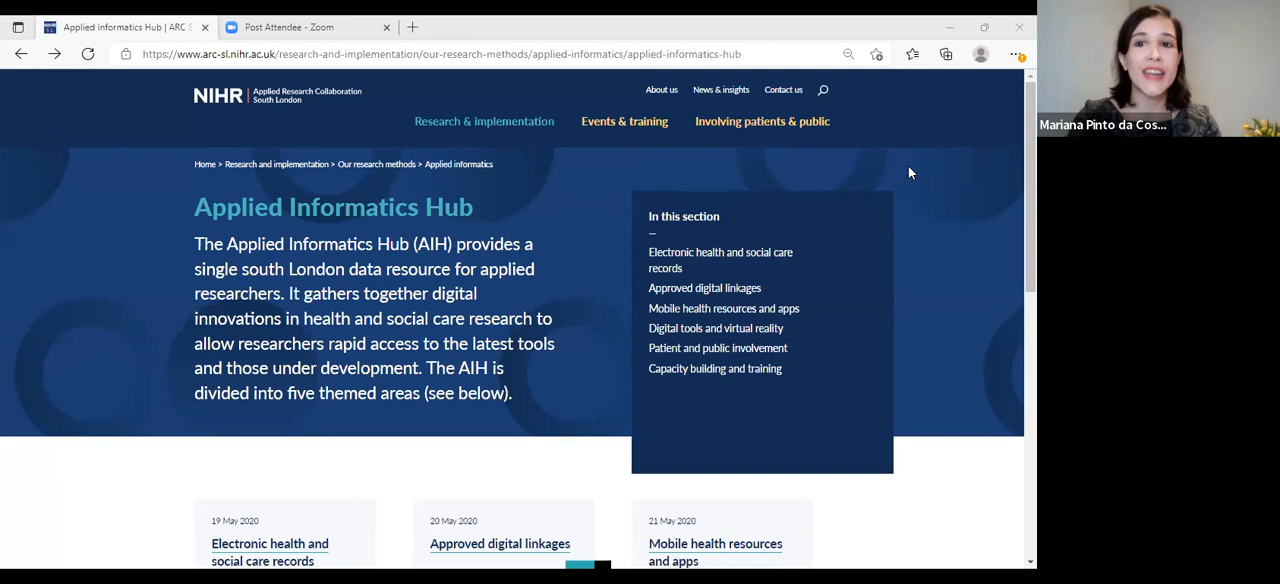 Applied Informatics Hub | ARC S
Post Attendee - Zoom
https://www.arc-sl.nihr.ac.uk/research-and-implementation/our-research-methods/applied-informatics/applied-informatics-hub
Mariana Pinto da Cos...
NIHR | Applied Research Collaboration
South London
About us News & insights Contact us
Research & implementation Events & training Involving patients & public
Home > Research and implementation > Our research methods > Applied informatics
Applied Informatics Hub
The Applied Informatics Hub (AIH) provides a
single south London data resource for applied
researchers. It gathers together digital
innovations in health and social care research to
allow researchers rapid access to the latest tools
and those under development. The AIH is
divided into five themed areas (see below).
In this section
Electronic health and social care
records
Approved digital linkages
Mobile health resources and apps
Digital tools and virtual reality
Patient and public involvement
Capacity building and training
19 May 2020
Electronic health and
social care records
20 May 2020
Approved digital linkages
21 May 2020
Mobile health resources
and apps